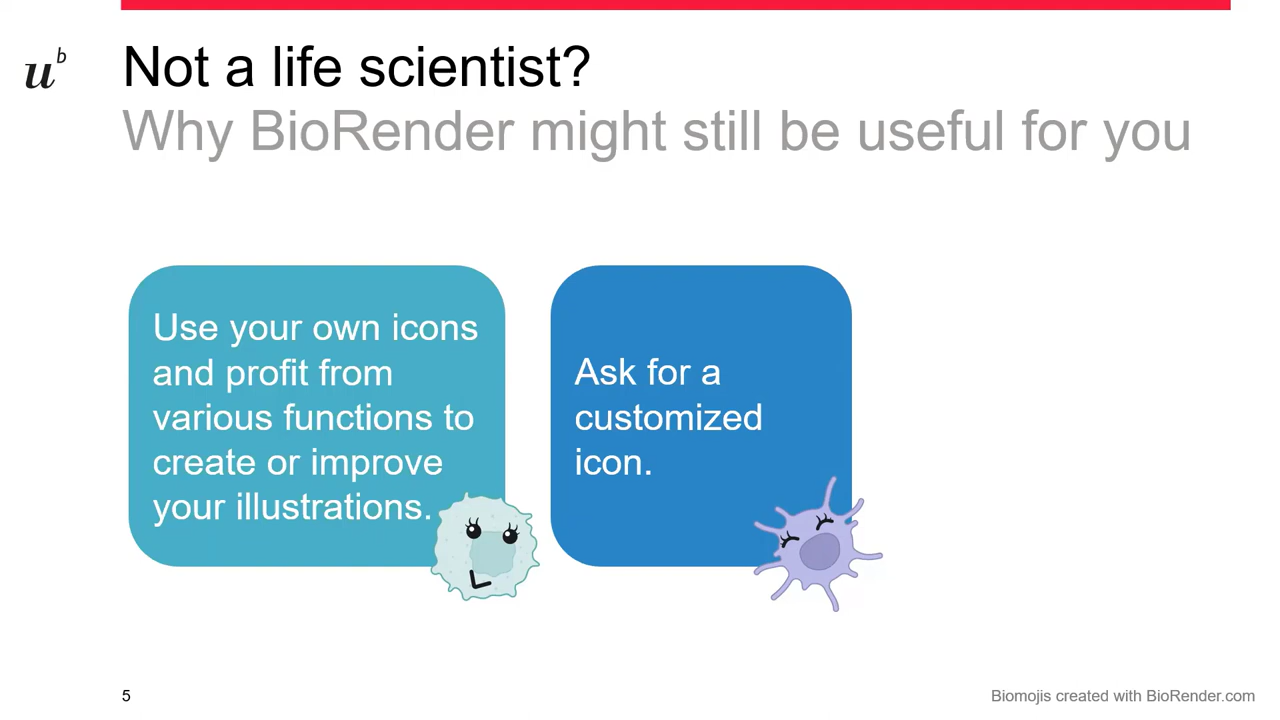 u b
Not a life scientist?
Why BioRender might still be useful for you
Use your own icons
and profit from
various functions to
create or improve
your illustrations.
Ask for a
customized
icon.
5
Biomojis created with BioRender.com